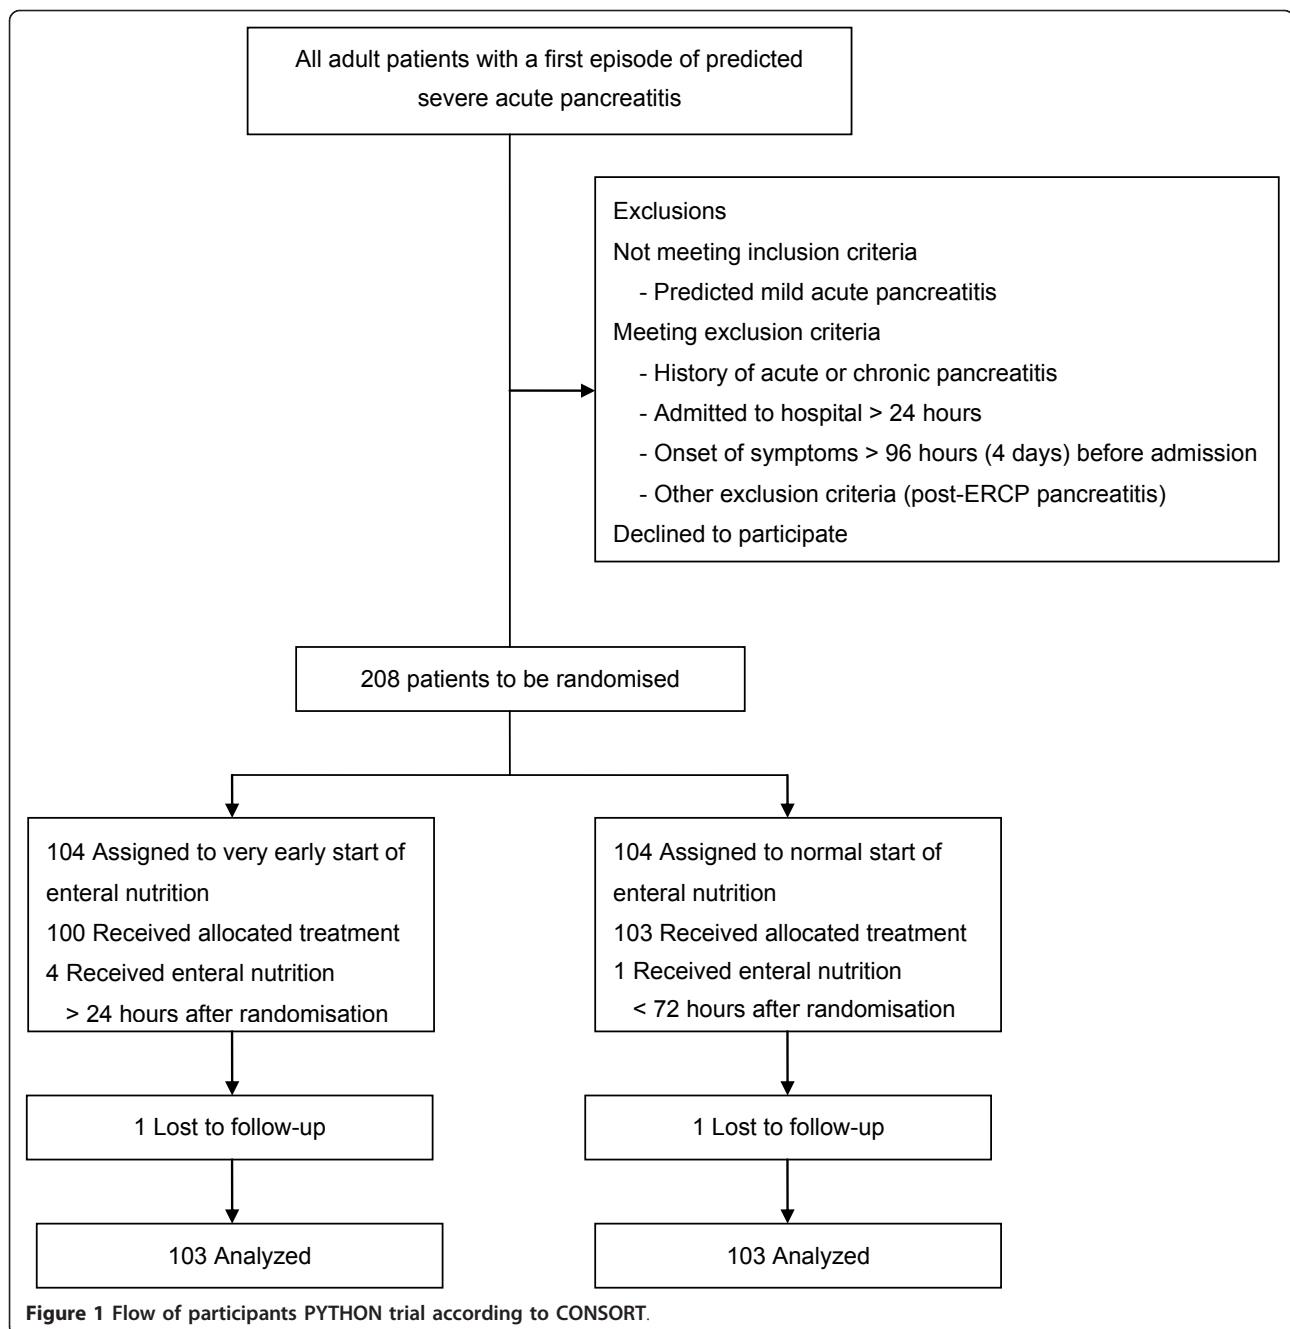 All adult patients with a first episode of predicted
severe acute pancreatitis
Exclusions
Not meeting inclusion criteria
- Predicted mild acute pancreatitis
Meeting exclusion criteria
- History of acute or chronic pancreatitis
- Admitted to hospital > 24 hours
- Onset of symptoms > 96 hours (4 days) before admission
- Other exclusion criteria (post-ERCP pancreatitis)
Declined to participate
208 patients to be randomised
104 Assigned to very early start of
enteral nutrition
100 Received allocated treatment
4 Received enteral nutrition
> 24 hours after randomisation
104 Assigned to normal start of
enteral nutrition
103 Received allocated treatment
1 Received enteral nutrition
< 72 hours after randomisation
1 Lost to follow-up
1 Lost to follow-up
103 Analyzed
103 Analyzed
Figure 1 Flow of participants PYTHON trial according to CONSORT.